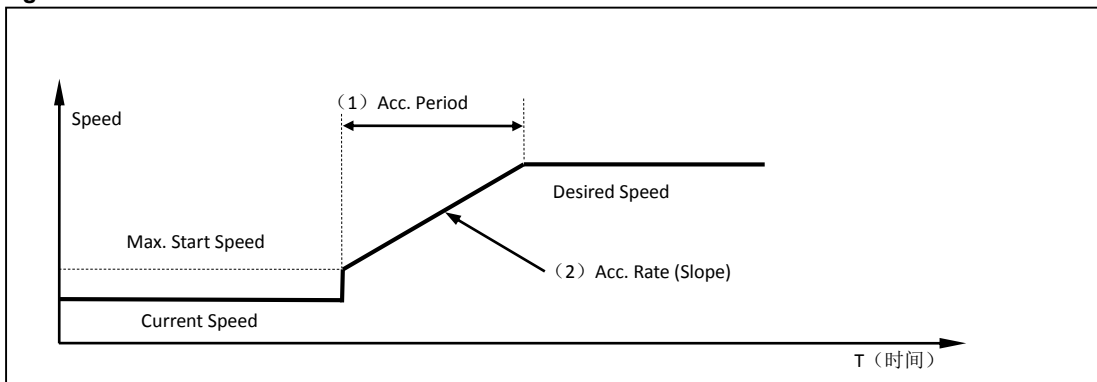 （1）Acc. Period
Speed
Desired Speed
Max. Start Speed
（2）Acc. Rate (Slope)
Current Speed
T（时间）